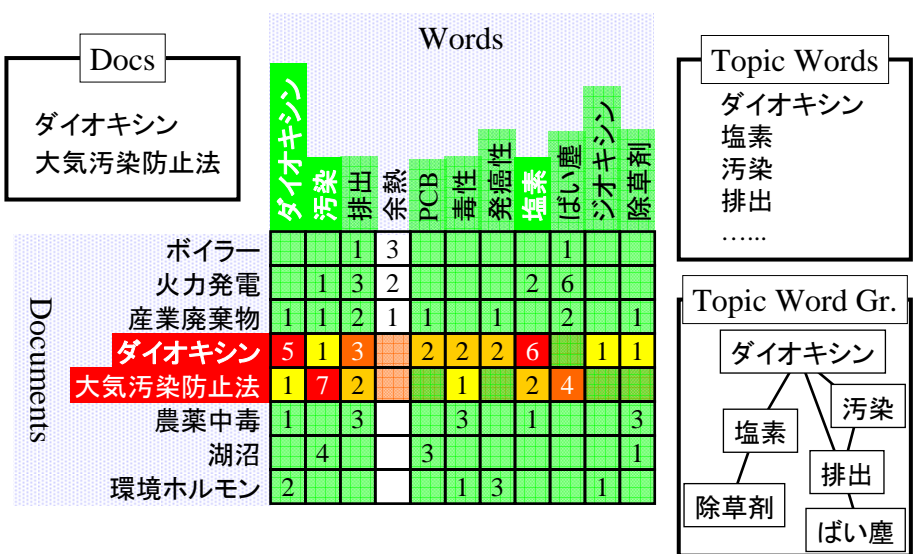 Docs
ダイオキシン
大気汚染防止法
Words
ダイオキシン
汚染
排出
余熱
PCB
毒性
発癌性
塩素
ばい塵
ジオキシン
除草剤
Documents
ボイラー 1 3 1
火力発電 1 3 2 2 6
産業廃棄物 1 1 2 1 1 1 2 1
ダイオキシン 5 1 3 2 2 2 6 1 1
大気汚染防止法 1 7 2 1 2 4
農薬中毒 1 3 3 1 3
湖沼 4 3 1
環境ホルモン 2 1 3 1
Topic Words
ダイオキシン
塩素
汚染
排出
…...
Topic Word Gr.
ダイオキシン
汚染
塩素
排出
除草剤
ばい塵